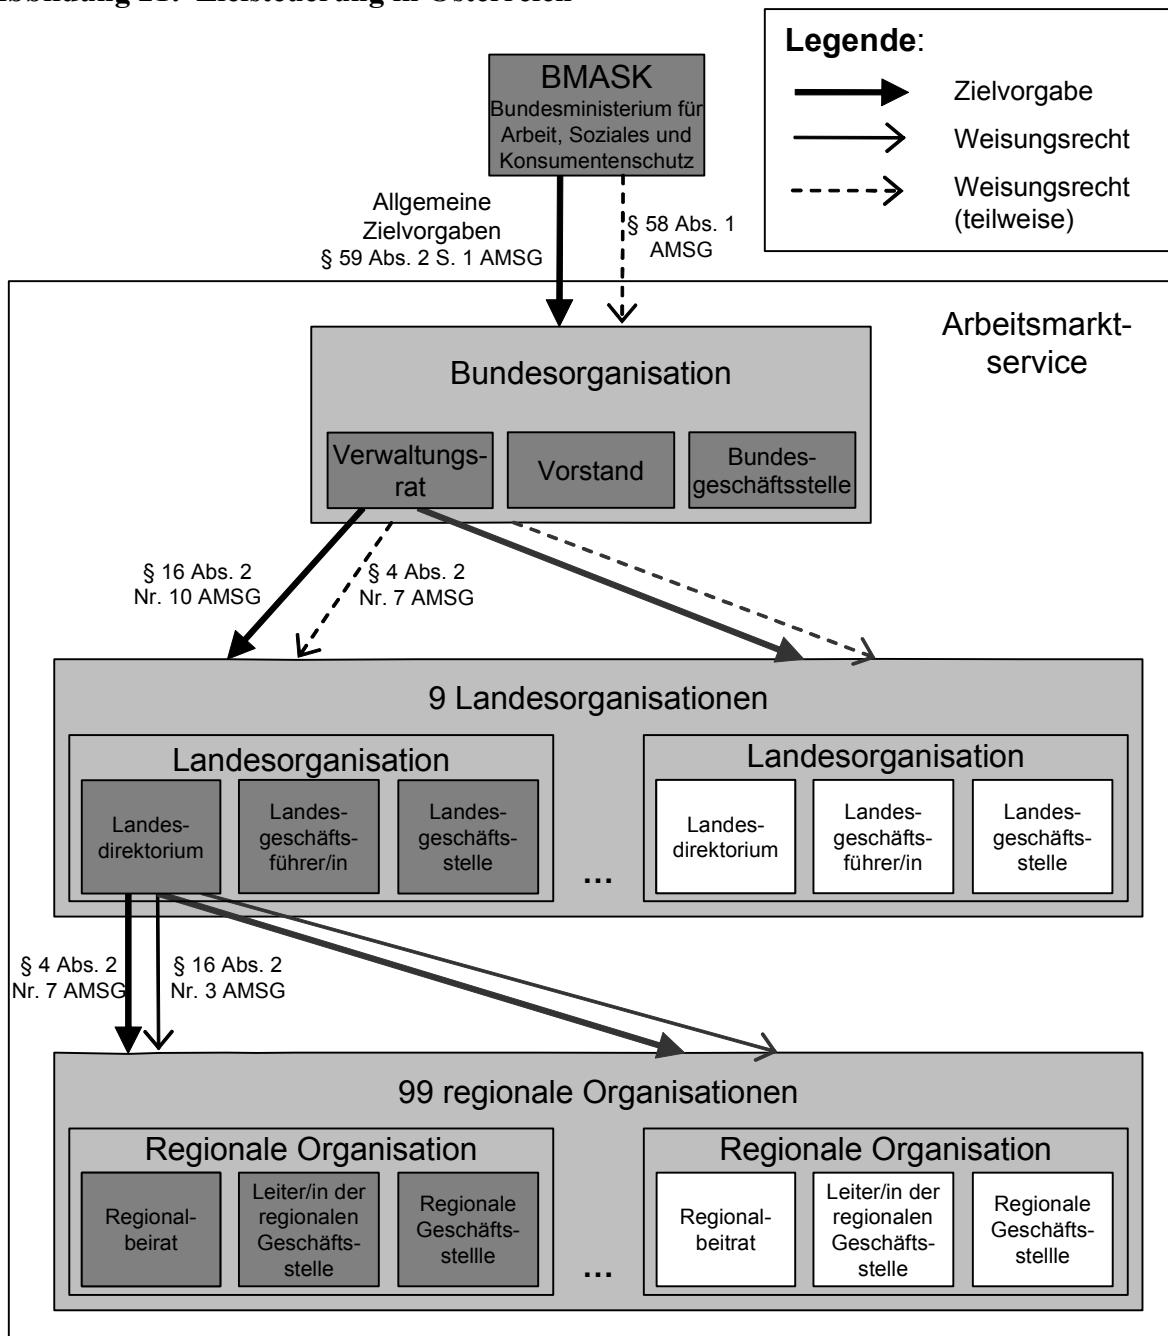 Abbildung 21: Zielsteuerung in Österreich
Legende:
Zielvorgabe
Weisungsrecht
Weisungsrecht
(teilweise)
BMASK
Bundesministerium für
Arbeit, Soziales und
Konsumentenschutz
Allgemeine
Zielvorgaben
§ 59 Abs. 2 S. 1 AMSG
§ 58 Abs. 1
AMSG
Arbeitsmarkt-
service
Bundesorganisation
Verwaltungs-
rat
Vorstand
Bundes-
geschäftsstelle
§ 16 Abs. 2
Nr. 10 AMSG
§ 4 Abs. 2
Nr. 7 AMSG
9 Landesorganisationen
Landesorganisation
Landes-
direktorium
Landes-
geschäfts-
führer/in
Landes-
geschäfts-
stelle
...
Landesorganisation
Landes-
direktorium
Landes-
geschäfts-
führer/in
Landes-
geschäfts-
stelle
§ 4 Abs. 2
Nr. 7 AMSG
§ 16 Abs. 2
Nr. 3 AMSG
99 regionale Organisationen
Regionale Organisation
Regional-
beirat
Leiter/in der
regionalen
Geschäfts-
stelle
Regionale
Geschäfts-
stellle
...
Regionale Organisation
Regional-
beitrat
Leiter/in der
regionalen
Geschäfts-
stelle
Regionale
Geschäfts-
stellle